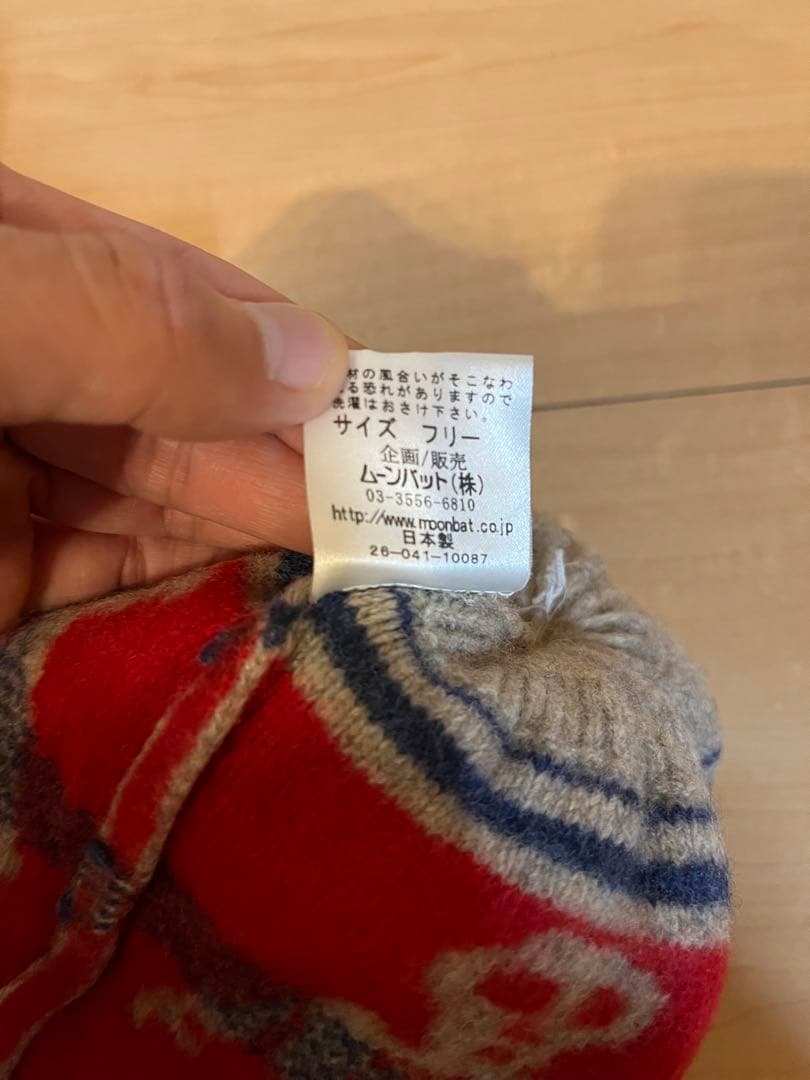 材の風合いがそこなわ
る恐れがありますので
洗濯はおさけ下さい。
サイズ フリー
企画/販売
ムーンバット(株)
03-3556-6810
http://www.moonbat.co.jp
日本製
26-041-10087